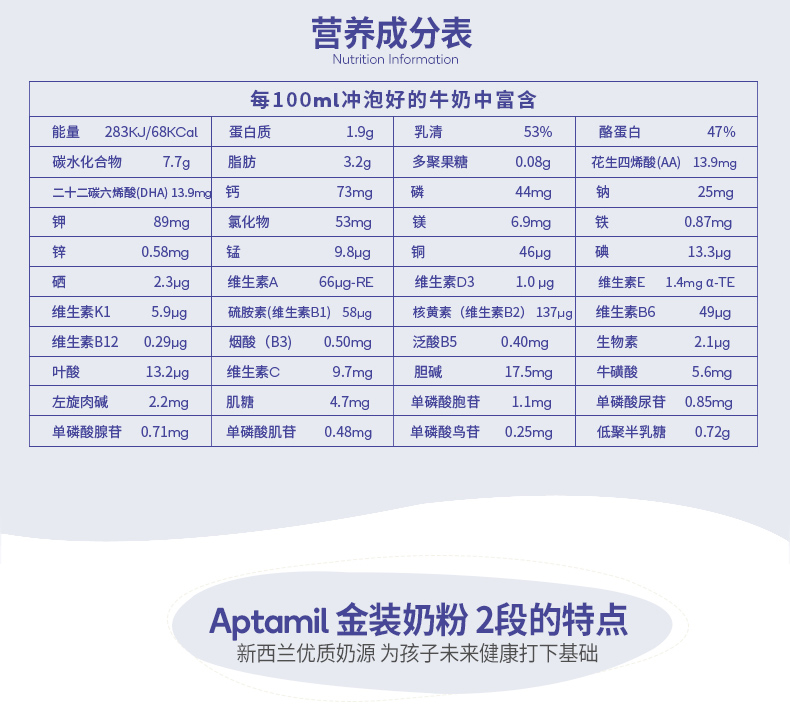 营养成分表
Nutrition Information
每100ml冲泡好的牛奶中富含
能量 283KJ/68KCal 蛋白质 1.9g 乳清 53% 酪蛋白 47%
碳水化合物 7.7g 脂肪 3.2g 多聚果糖 0.08g 花生四烯酸(AA) 13.9mg
二十二碳六烯酸(DHA) 13.9mg 钙 73mg 磷 44mg 钠 25mg
钾 89mg 氯化物 53mg 镁 6.9mg 铁 0.87mg
锌 0.58mg 锰 9.8µg 铜 46µg 碘 13.3µg
硒 2.3µg 维生素A 66µg-RE 维生素D3 1.0 µg 维生素E 1.4mg α-TE
维生素K1 5.9µg 硫胺素(维生素B1) 58µg 核黄素（维生素B2） 137µg 维生素B6 49µg
维生素B12 0.29µg 烟酸（B3) 0.50mg 泛酸B5 0.40mg 生物素 2.1µg
叶酸 13.2µg 维生素C 9.7mg 胆碱 17.5mg 牛磺酸 5.6mg
左旋肉碱 2.2mg 肌糖 4.7mg 单磷酸胞苷 1.1mg 单磷酸尿苷 0.85mg
单磷酸腺苷 0.71mg 单磷酸肌苷 0.48mg 单磷酸鸟苷 0.25mg 低聚半乳糖 0.72g
Aptamil 金装奶粉 2段的特点
新西兰优质奶源 为孩子未来健康打下基础